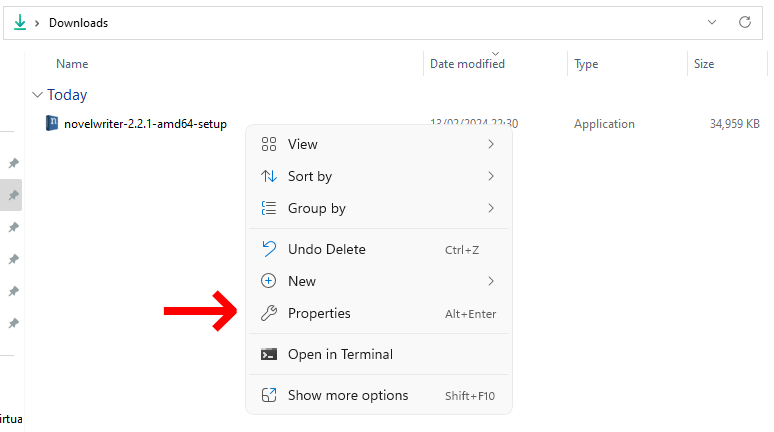 Downloads
Name Date modified Type Size
Today
novelwriter-2.2.1-amd64-setup 13/02/2024 22:30 Application 34,959 KB
View
Sort by
Group by
Undo Delete Ctrl+Z
New
Properties Alt+Enter
Open in Terminal
Show more options Shift+F10